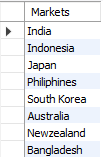 Markets
India
Indonesia
Japan
Philiphines
South Korea
Australia
Newzealand
Bangladesh